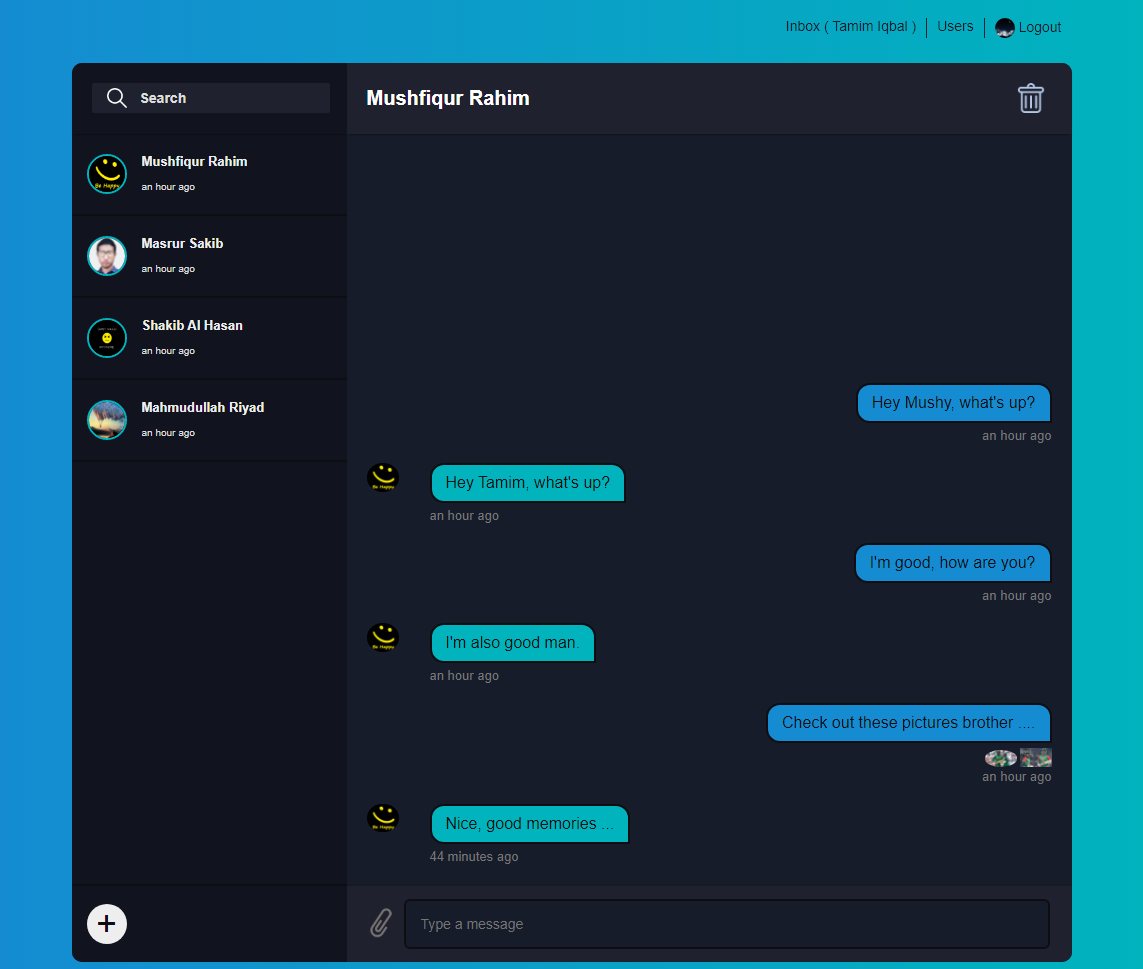 Inbox ( Tamim Iqbal ) Users Logout
Search
Mushfiqur Rahim
Mushfiqur Rahim
an hour ago
Masrur Sakib
an hour ago
Shakib Al Hasan
an hour ago
Mahmudullah Riyad
an hour ago
Be Happy
Hey Mushy, what's up?
an hour ago
Be Happy
Hey Tamim, what's up?
an hour ago
I'm good, how are you?
an hour ago
Be Happy
I'm also good man.
an hour ago
Check out these pictures brother ....
an hour ago
Be Happy
Nice, good memories ...
44 minutes ago
Type a message